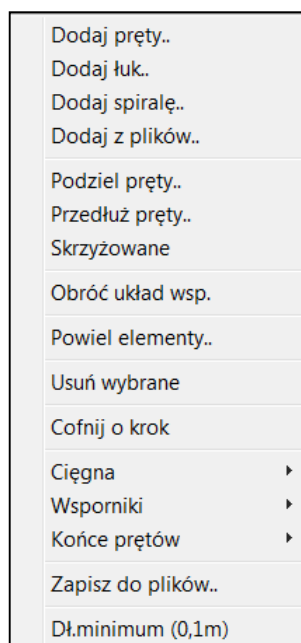 Dodaj pręty..
Dodaj łuk..
Dodaj spiralę..
Dodaj z plików..
Podziel pręty..
Przedłuż pręty..
Skrzyżowane
Obróć układ wsp.
Powiel elementy..
Usuń wybrane
Cofnij o krok
Cięgna
Wsporniki
Końce prętów
Zapisz do plików..
Dł.minimum (0,1m)